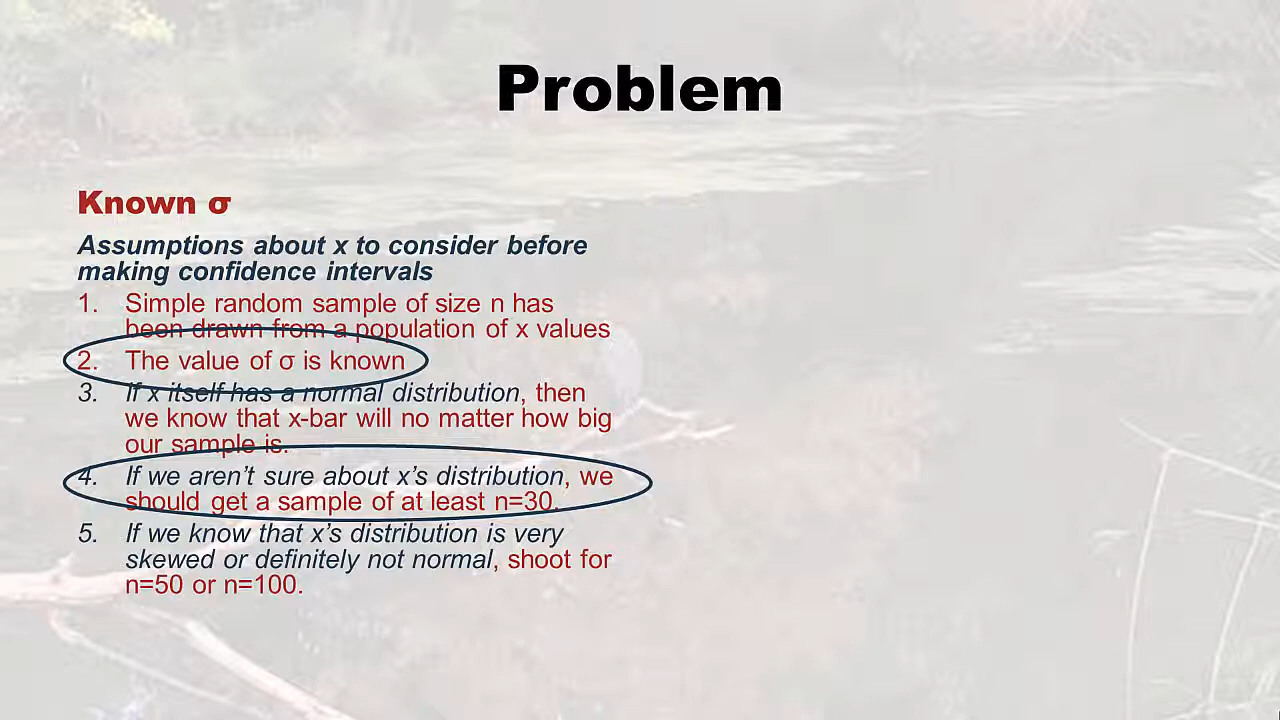 Problem
Known σ
Assumptions about x to consider before
making confidence intervals
1. Simple random sample of size n has
been drawn from a population of x values
2. The value of σ is known
3. If x itself has a normal distribution, then
we know that x-bar will no matter how big
our sample is.
4. If we aren’t sure about x’s distribution, we
should get a sample of at least n=30.
5. If we know that x’s distribution is very
skewed or definitely not normal, shoot for
n=50 or n=100.